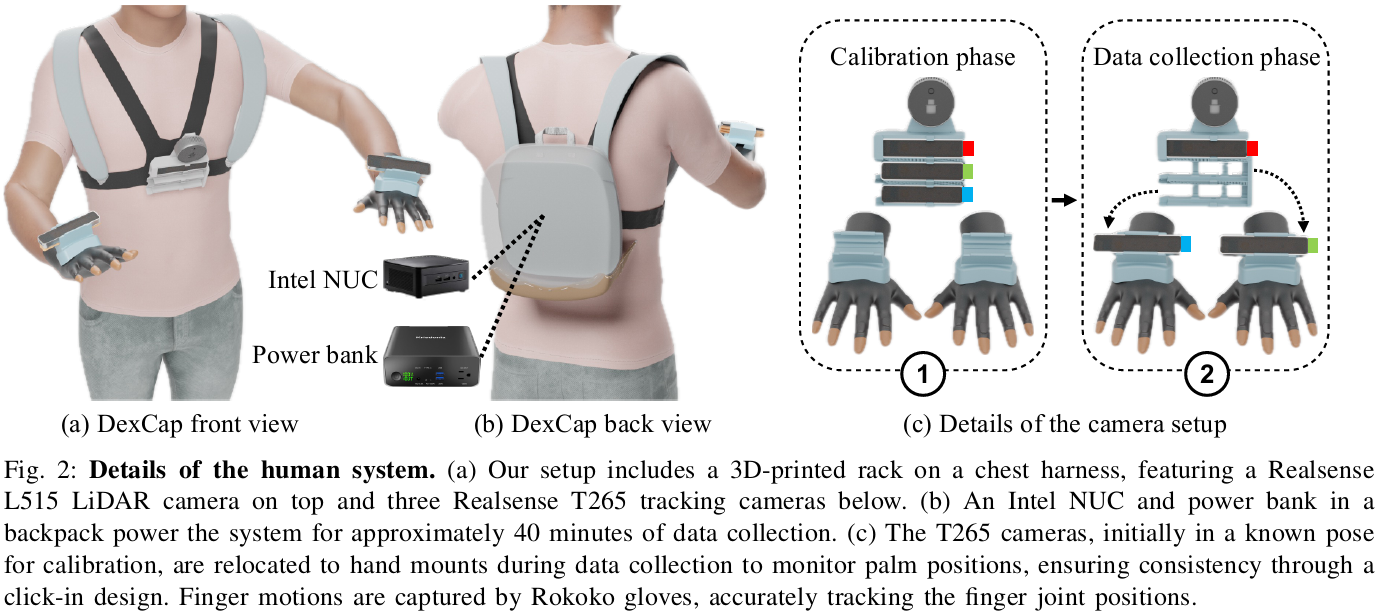 Calibration phase
Data collection phase
Intel NUC
Power bank
1
2
(a) DexCap front view
(b) DexCap back view
(c) Details of the camera setup
Fig. 2: Details of the human system. (a) Our setup includes a 3D-printed rack on a chest harness, featuring a Realsense
L515 LiDAR camera on top and three Realsense T265 tracking cameras below. (b) An Intel NUC and power bank in a
backpack power the system for approximately 40 minutes of data collection. (c) The T265 cameras, initially in a known pose
for calibration, are relocated to hand mounts during data collection to monitor palm positions, ensuring consistency through a
click-in design. Finger motions are captured by Rokoko gloves, accurately tracking the finger joint positions.